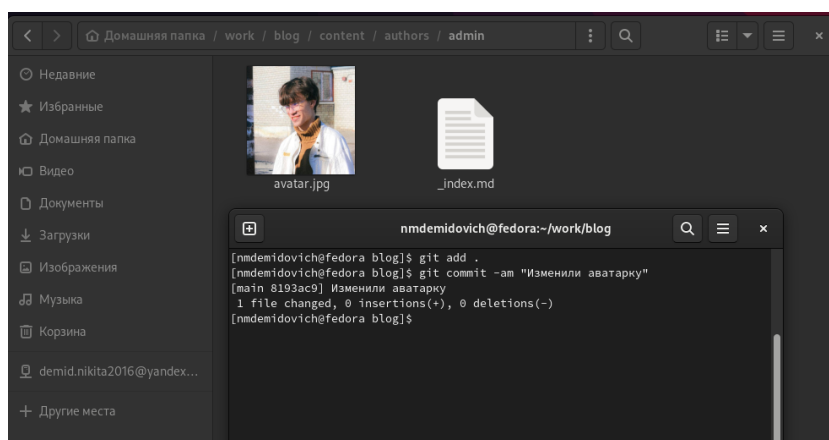 Домашняя папка / work / blog / content / authors / admin
Недавние
Избранные
Домашняя папка
Видео
Документы
Загрузки
Изображения
Музыка
Корзина
demid.nikita2016@yandex...
Другие места
avatar.jpg
_index.md
nmdemidovich@fedora:~/work/blog
[nmdemidovich@fedora blog]$ git add .
[nmdemidovich@fedora blog]$ git commit -am "Изменили аватарку"
[main 8193ac9] Изменили аватарку
1 file changed, 0 insertions(+), 0 deletions(-)
[nmdemidovich@fedora blog]$